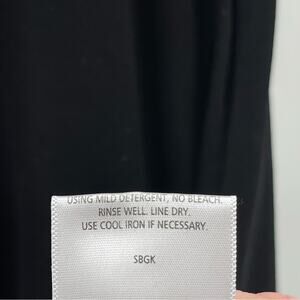 USING MILD DETERGENT, NO BLEACH.
RINSE WELL. LINE DRY.
USE COOL IRON IF NECESSARY.
SBGK